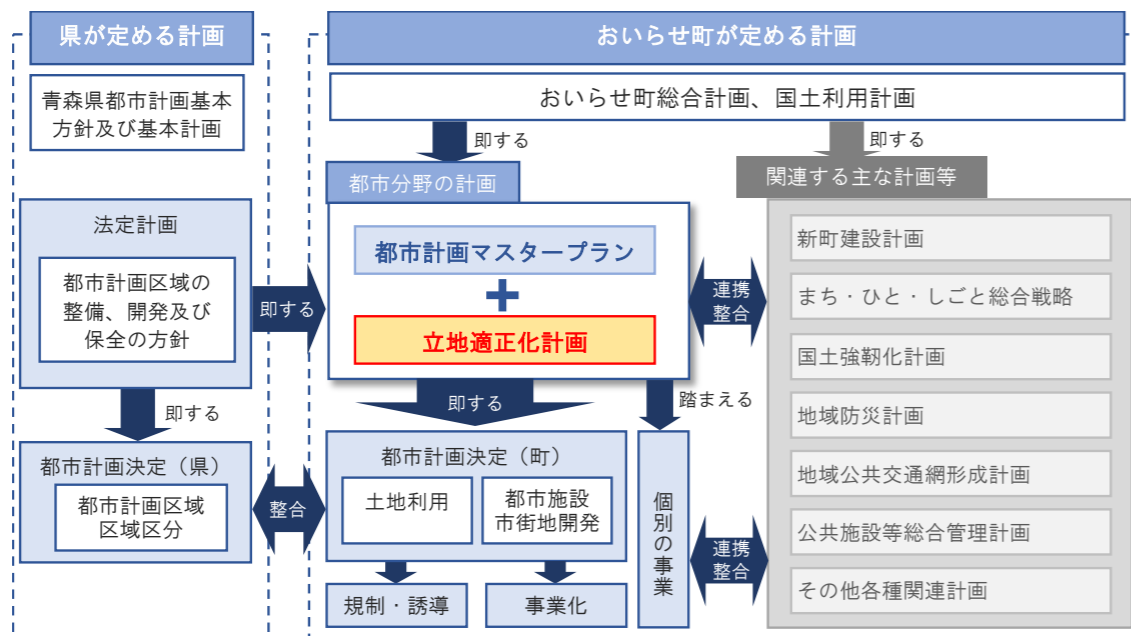 県が定める計画
青森県都市計画基本
方針及び基本計画
法定計画
都市計画区域の
整備、開発及び
保全の方針
即する
即する
都市計画決定（県）
都市計画区域
区域区分
整合
おいらせ町が定める計画
おいらせ町総合計画、国土利用計画
即する
即する
都市分野の計画
都市計画マスタープラン
+
立地適正化計画
即する
踏まえる
都市計画決定（町）
土地利用
都市施設
市街地開発
規制・誘導
事業化
個別の事業
連携
整合
連携
整合
関連する主な計画等
新町建設計画
まち・ひと・しごと総合戦略
国土強靭化計画
地域防災計画
地域公共交通網形成計画
公共施設等総合管理計画
その他各種関連計画